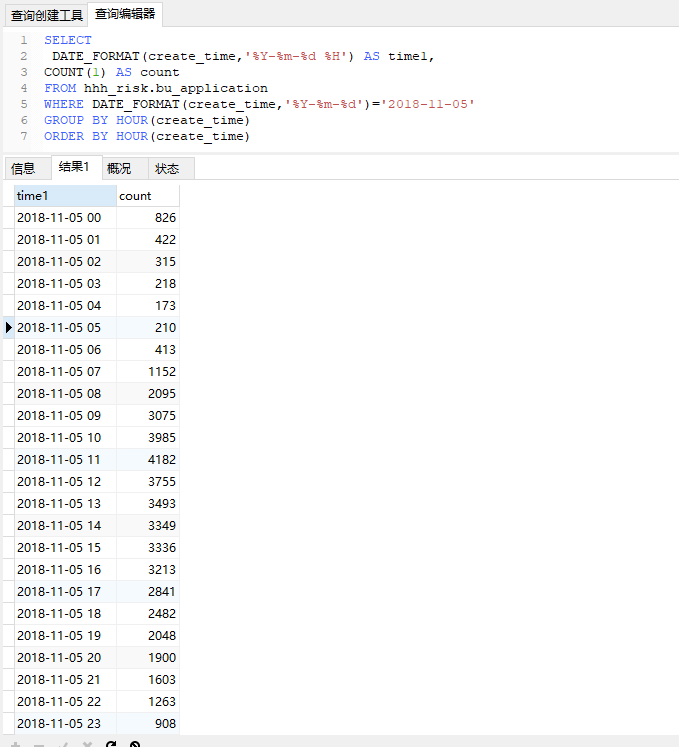 查询创建工具 查询编辑器
1 SELECT
2 DATE_FORMAT(create_time,'%Y-%m-%d %H') AS time1,
3 COUNT(1) AS count
4 FROM hhh_risk.bu_application
5 WHERE DATE_FORMAT(create_time,'%Y-%m-%d')='2018-11-05'
6 GROUP BY HOUR(create_time)
7 ORDER BY HOUR(create_time)
信息 结果1 概况 状态
time1 count
2018-11-05 00 826
2018-11-05 01 422
2018-11-05 02 315
2018-11-05 03 218
2018-11-05 04 173
2018-11-05 05 210
2018-11-05 06 413
2018-11-05 07 1152
2018-11-05 08 2095
2018-11-05 09 3075
2018-11-05 10 3985
2018-11-05 11 4182
2018-11-05 12 3755
2018-11-05 13 3493
2018-11-05 14 3349
2018-11-05 15 3336
2018-11-05 16 3213
2018-11-05 17 2841
2018-11-05 18 2482
2018-11-05 19 2048
2018-11-05 20 1900
2018-11-05 21 1603
2018-11-05 22 1263
2018-11-05 23 908